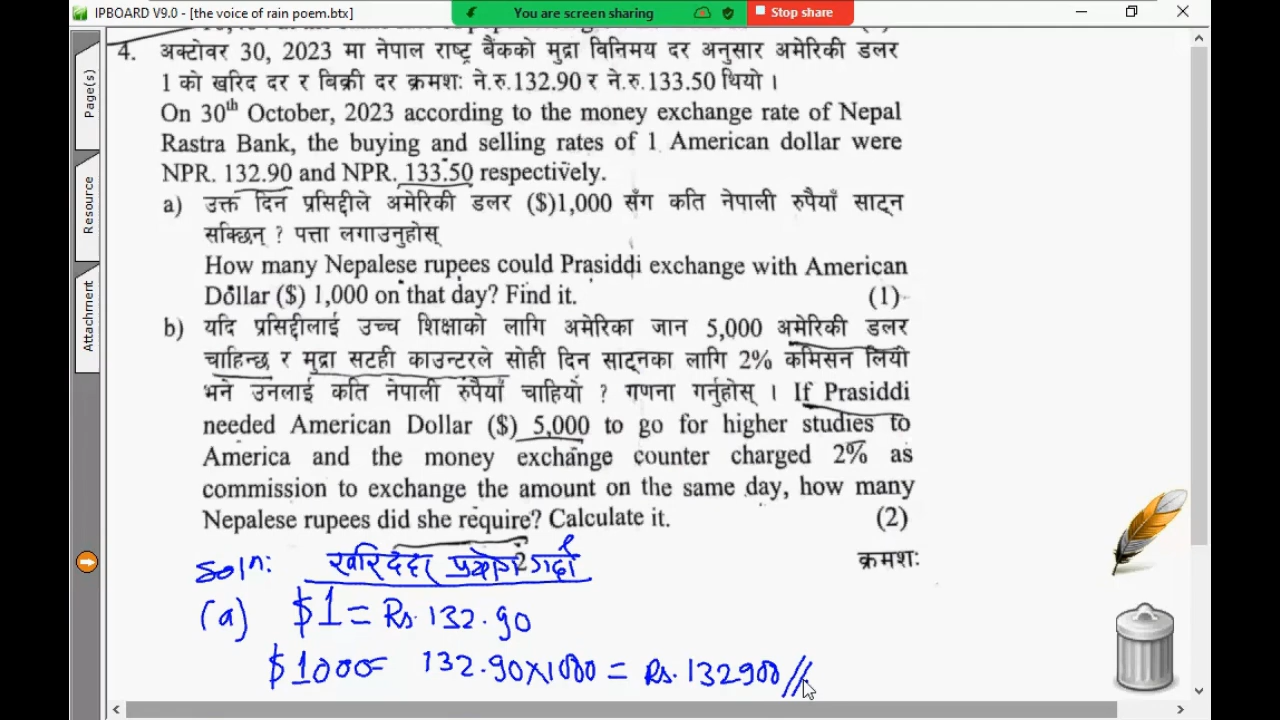 IPBOARD V9.0 - [the voice of rain poem.btx]
You are screen sharing
Stop share
Page(s)
Resource
Attachment
4. अक्टोवर 30, 2023 मा नेपाल राष्ट्र बैंकको मुद्रा विनिमय दर अनुसार अमेरिकी डलर
1 को खरिद दर र बिक्री दर क्रमशः ने.रु.132.90 र ने.रु.133.50 थियो ।
On 30th October, 2023 according to the money exchange rate of Nepal
Rastra Bank, the buying and selling rates of 1 American dollar were
NPR. 132.90 and NPR. 133.50 respectively.
a) उक्त दिन प्रसिद्दीले अमेरिकी डलर ($)1,000 सँग कति नेपाली रुपैयाँ साट्न
सक्छिन् ? पत्ता लगाउनुहोस्
How many Nepalese rupees could Prasiddi exchange with American
Dollar ($) 1,000 on that day? Find it. (1)
b) यदि प्रसिद्दीलाई उच्च शिक्षाको लागि अमेरिका जान 5,000 अमेरिकी डलर
चाहिन्छ र मुद्रा सटही काउन्टरले सोही दिन साट्नका लागि 2% कमिसन लियो
भने उनलाई कति नेपाली रुपैयाँ चाहियो ? गणना गर्नुहोस् । If Prasiddi
needed American Dollar ($) 5,000 to go for higher studies to
America and the money exchange counter charged 2% as
commission to exchange the amount on the same day, how many
Nepalese rupees did she require? Calculate it. (2)
2
क्रमशः
Soln: खरिददर प्रयोग गर्दा
(a) $1 = Rs. 132.90
$1000= 132.90x1000 = Rs. 132900//